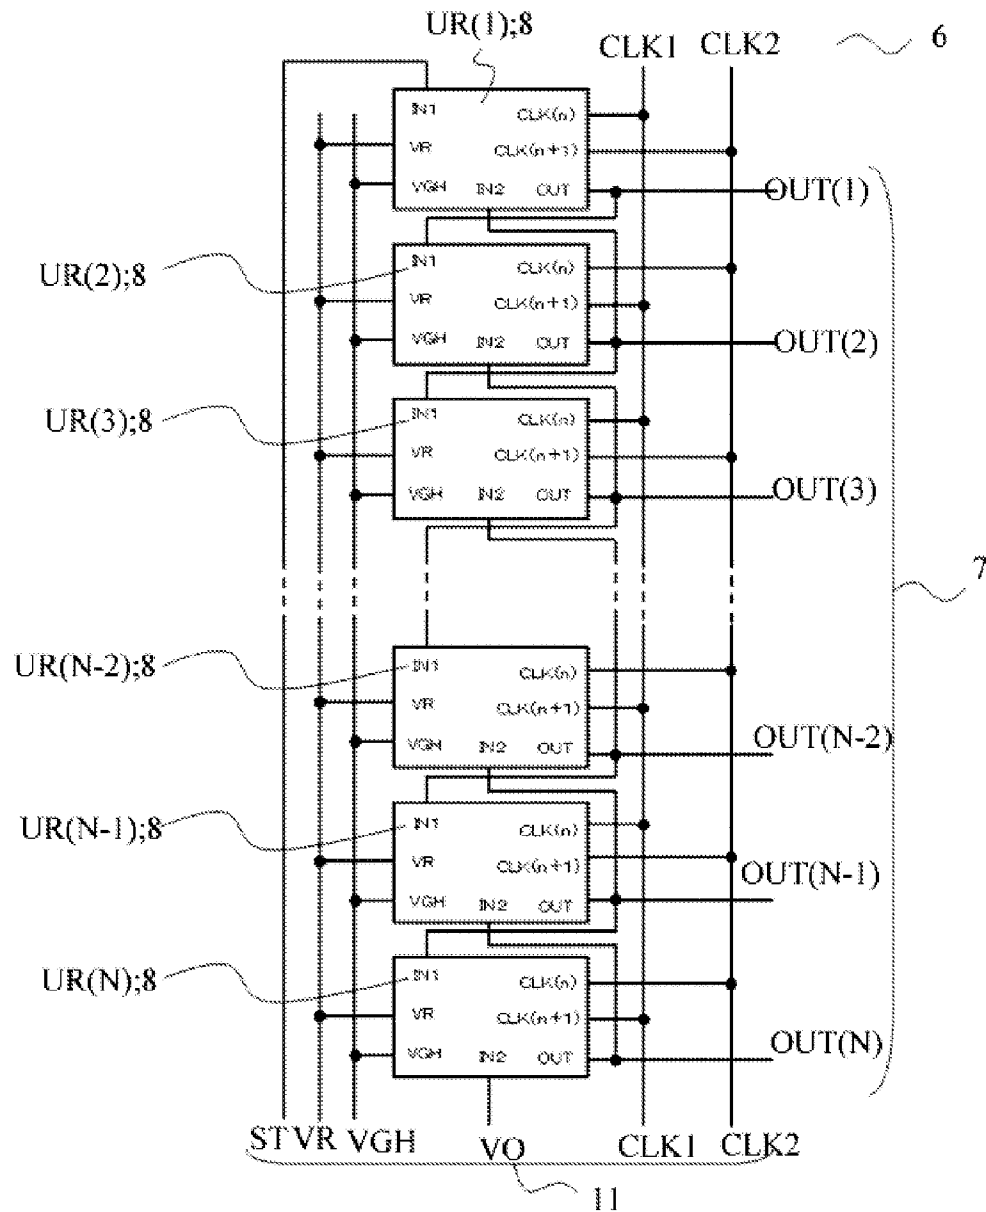 UR(1);8
CLK1 CLK2
6
IN1 CLK(n)
VR CLK(n+1)
VGH IN2 OUT
OUT(1)
UR(2);8
IN1 CLK(n)
VR CLK(n+1)
VGH IN2 OUT
OUT(2)
UR(3);8
IN1 CLK(n)
VR CLK(n+1)
VGH IN2 OUT
OUT(3)
7
UR(N-2);8
IN1 CLK(n)
VR CLK(n+1)
VGH IN2 OUT
OUT(N-2)
UR(N-1);8
IN1 CLK(n)
VR CLK(n+1)
VGH IN2 OUT
OUT(N-1)
UR(N);8
IN1 CLK(n)
VR CLK(n+1)
VGH IN2 OUT
OUT(N)
ST VR VGH VO CLK1 CLK2
11